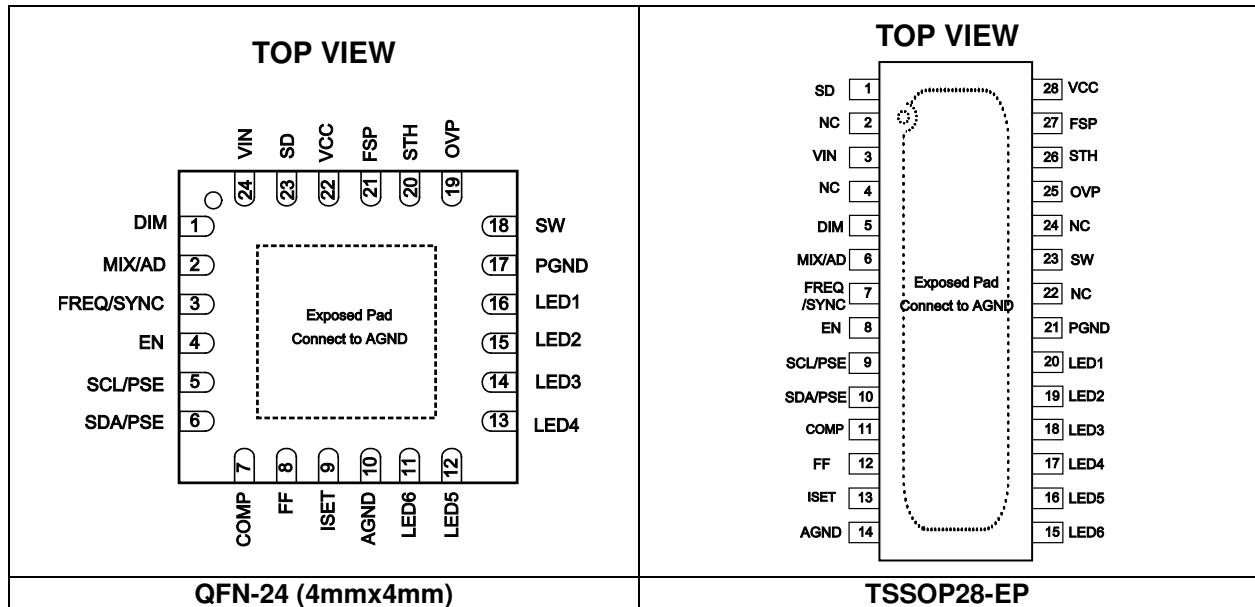 TOP VIEW
VIN SD VCC FSP STH OVP
24 23 22 21 20 19
DIM 1
MIX/AD 2
FREQ/SYNC 3
EN 4
SCL/PSE 5
SDA/PSE 6
18 SW
17 PGND
16 LED1
15 LED2
14 LED3
13 LED4
Exposed Pad
Connect to AGND
7 8 9 10 11 12
COMP FF ISET AGND LED6 LED5
QFN-24 (4mmx4mm)
TOP VIEW
SD 1
NC 2
VIN 3
NC 4
DIM 5
MIX/AD 6
FREQ
/SYNC 7
EN 8
SCL/PSE 9
SDA/PSE 10
COMP 11
FF 12
ISET 13
AGND 14
Exposed Pad
Connect to AGND
28 VCC
27 FSP
26 STH
25 OVP
24 NC
23 SW
22 NC
21 PGND
20 LED1
19 LED2
18 LED3
17 LED4
16 LED5
15 LED6
TSSOP28-EP